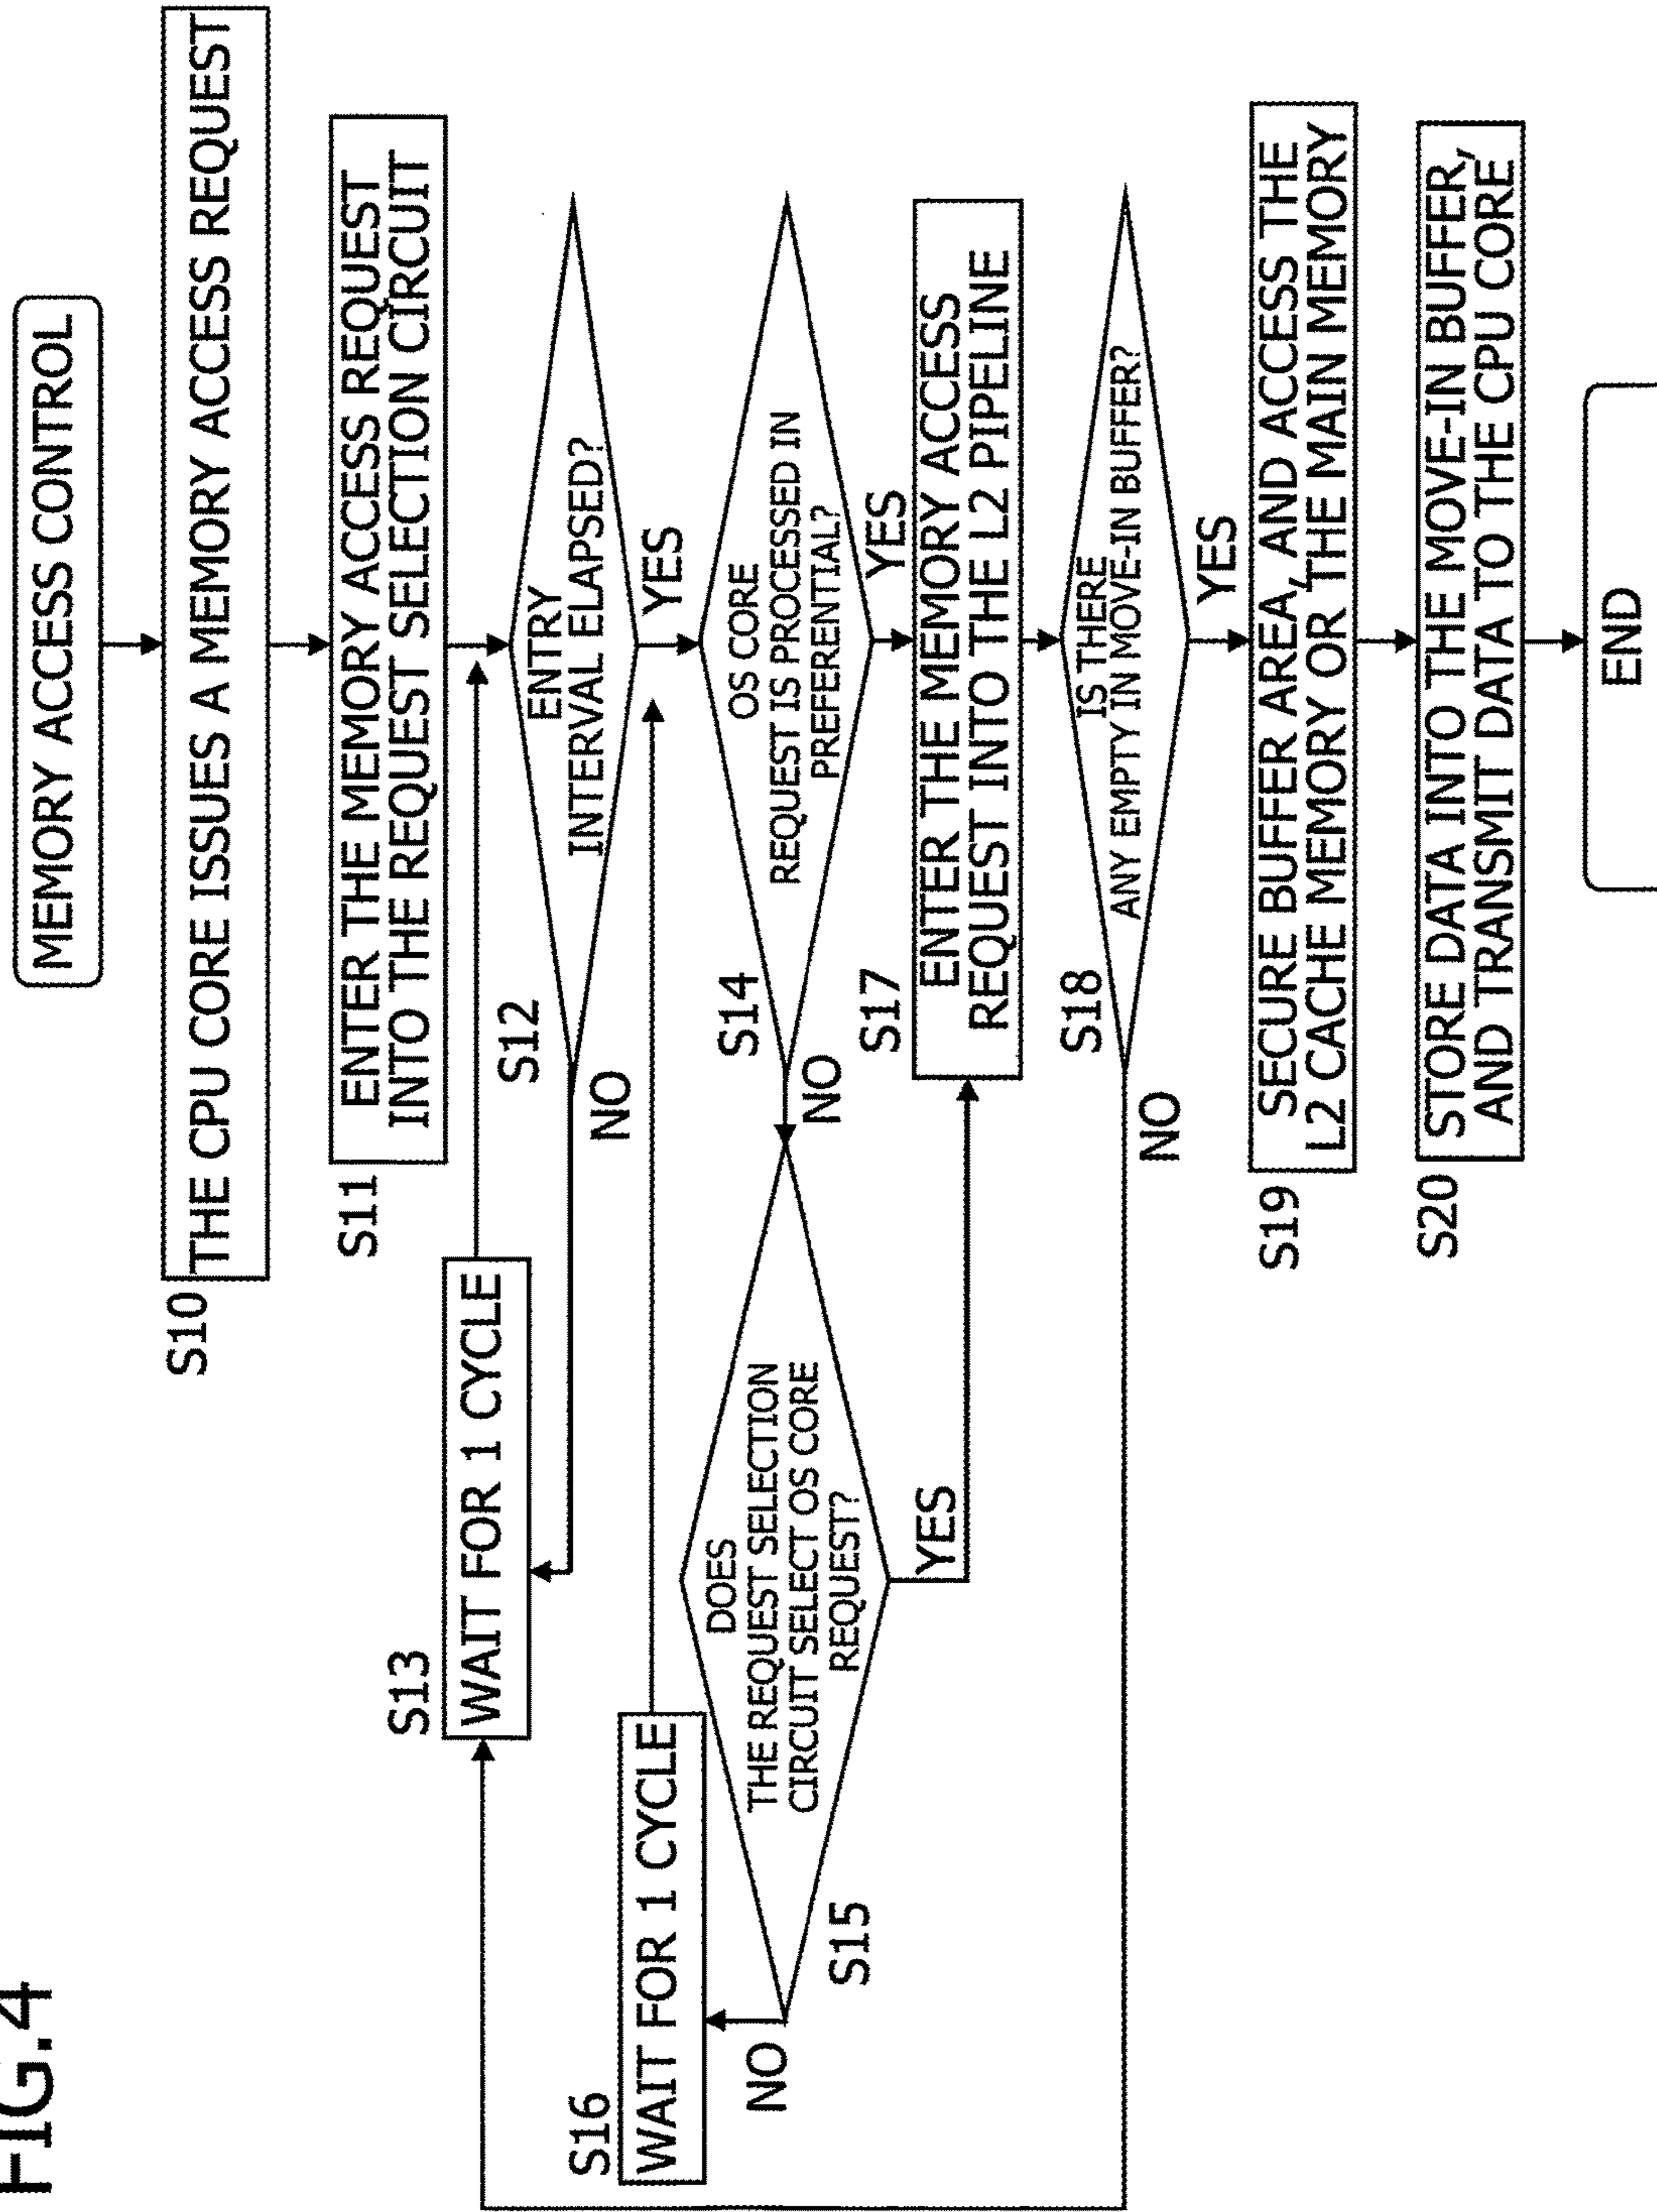 FIG.4
MEMORY ACCESS CONTROL
S10
THE CPU CORE ISSUES A MEMORY ACCESS REQUEST
S11
ENTER THE MEMORY ACCESS REQUEST
INTO THE REQUEST SELECTION CIRCUIT
S13
WAIT FOR 1 CYCLE
S12
ENTRY
INTERVAL ELAPSED?
NO
YES
S16
WAIT FOR 1 CYCLE
S14
OS CORE
REQUEST IS PROCESSED IN
PREFERENTIAL?
NO
YES
DOES
THE REQUEST SELECTION
CIRCUIT SELECT OS CORE
REQUEST?
S15
NO
YES
S17
ENTER THE MEMORY ACCESS
REQUEST INTO THE L2 PIPELINE
S18
IS THERE
ANY EMPTY IN MOVE-IN BUFFER?
NO
YES
S19
SECURE BUFFER AREA, AND ACCESS THE
L2 CACHE MEMORY OR THE MAIN MEMORY
S20
STORE DATA INTO THE MOVE-IN BUFFER,
AND TRANSMIT DATA TO THE CPU CORE
END